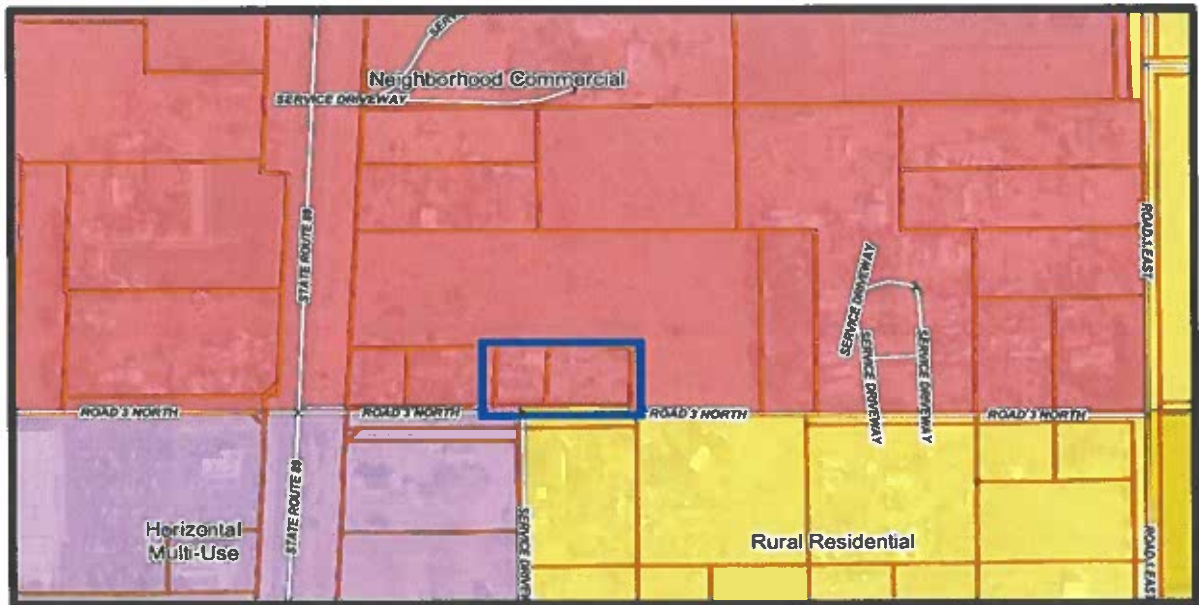 SERV
Neighborhood Commercial
SERVICE DRIVEWAY
STATE ROUTE 89
ROAD 1 EAST
SERVICE DRIVEWAY
SERVICE DRIVEWAY
SERVICE DRIVEWAY
ROAD 3 NORTH
ROAD 3 NORTH
ROAD 3 NORTH
ROAD 3 NORTH
STATE ROUTE 89
Horizontal
Multi-Use
SERVICE DRIVEW
Rural Residential
ROAD 1 EAST